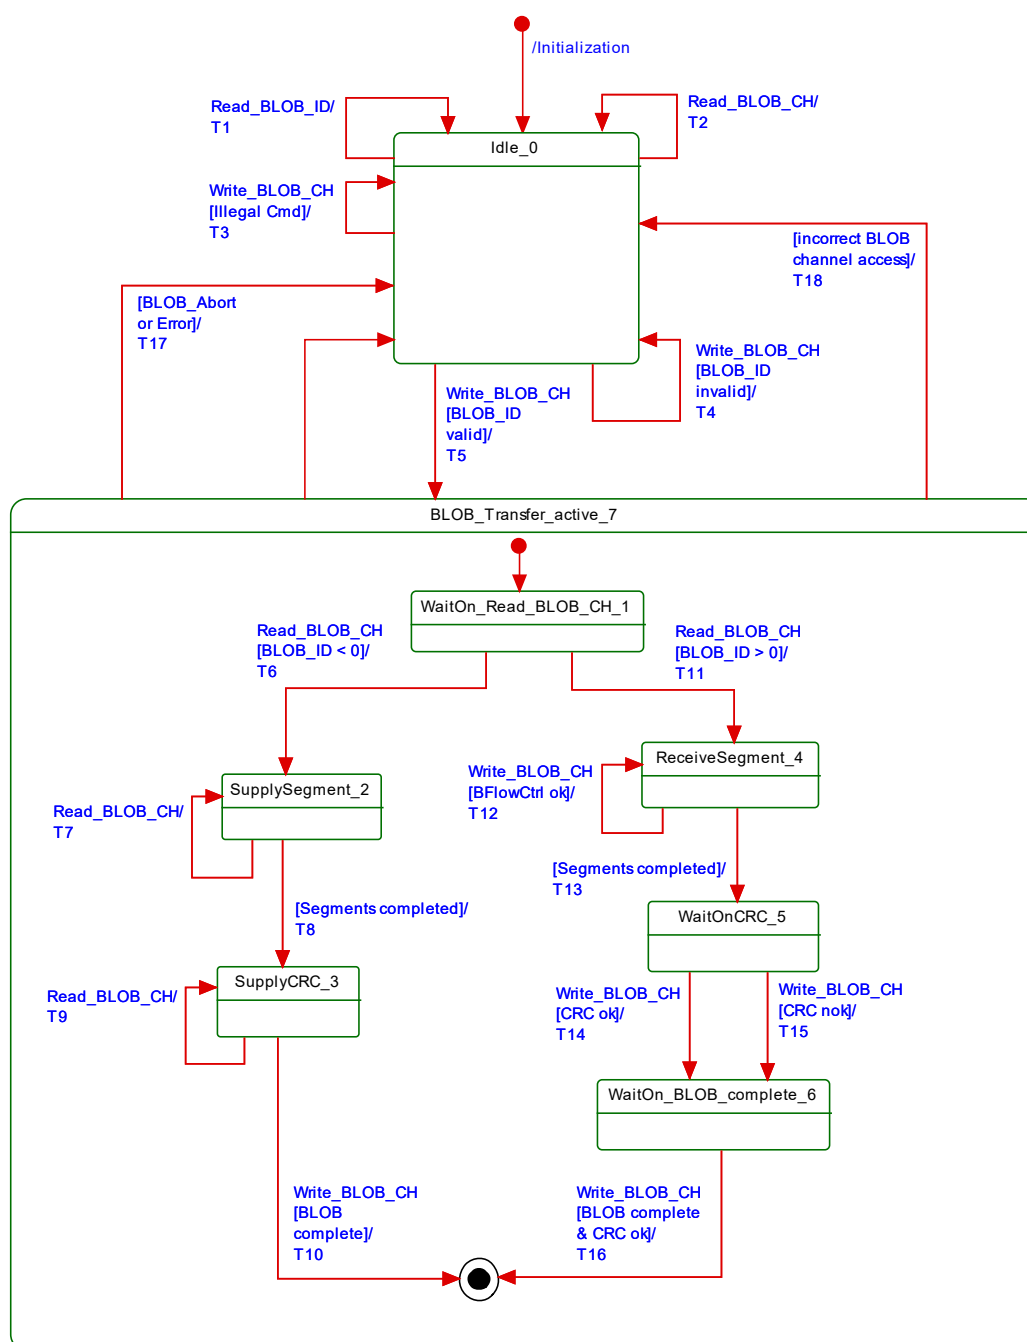 /Initialization
Read_BLOB_ID/
T1
Read_BLOB_CH/
T2
Idle_0
Write_BLOB_CH
[Illegal Cmd]/
T3
[incorrect BLOB
channel access]/
T18
[BLOB_Abort
or Error]/
T17
Write_BLOB_CH
[BLOB_ID
invalid]/
T4
Write_BLOB_CH
[BLOB_ID
valid]/
T5
BLOB_Transfer_active_7
WaitOn_Read_BLOB_CH_1
Read_BLOB_CH
[BLOB_ID < 0]/
T6
Read_BLOB_CH
[BLOB_ID > 0]/
T11
ReceiveSegment_4
Write_BLOB_CH
[BFlowCtrl ok]/
T12
SupplySegment_2
Read_BLOB_CH/
T7
[Segments completed]/
T13
[Segments completed]/
T8
WaitOnCRC_5
SupplyCRC_3
Read_BLOB_CH/
T9
Write_BLOB_CH
[CRC ok]/
T14
Write_BLOB_CH
[CRC nok]/
T15
WaitOn_BLOB_complete_6
Write_BLOB_CH
[BLOB
complete]/
T10
Write_BLOB_CH
[BLOB complete
& CRC ok]/
T16